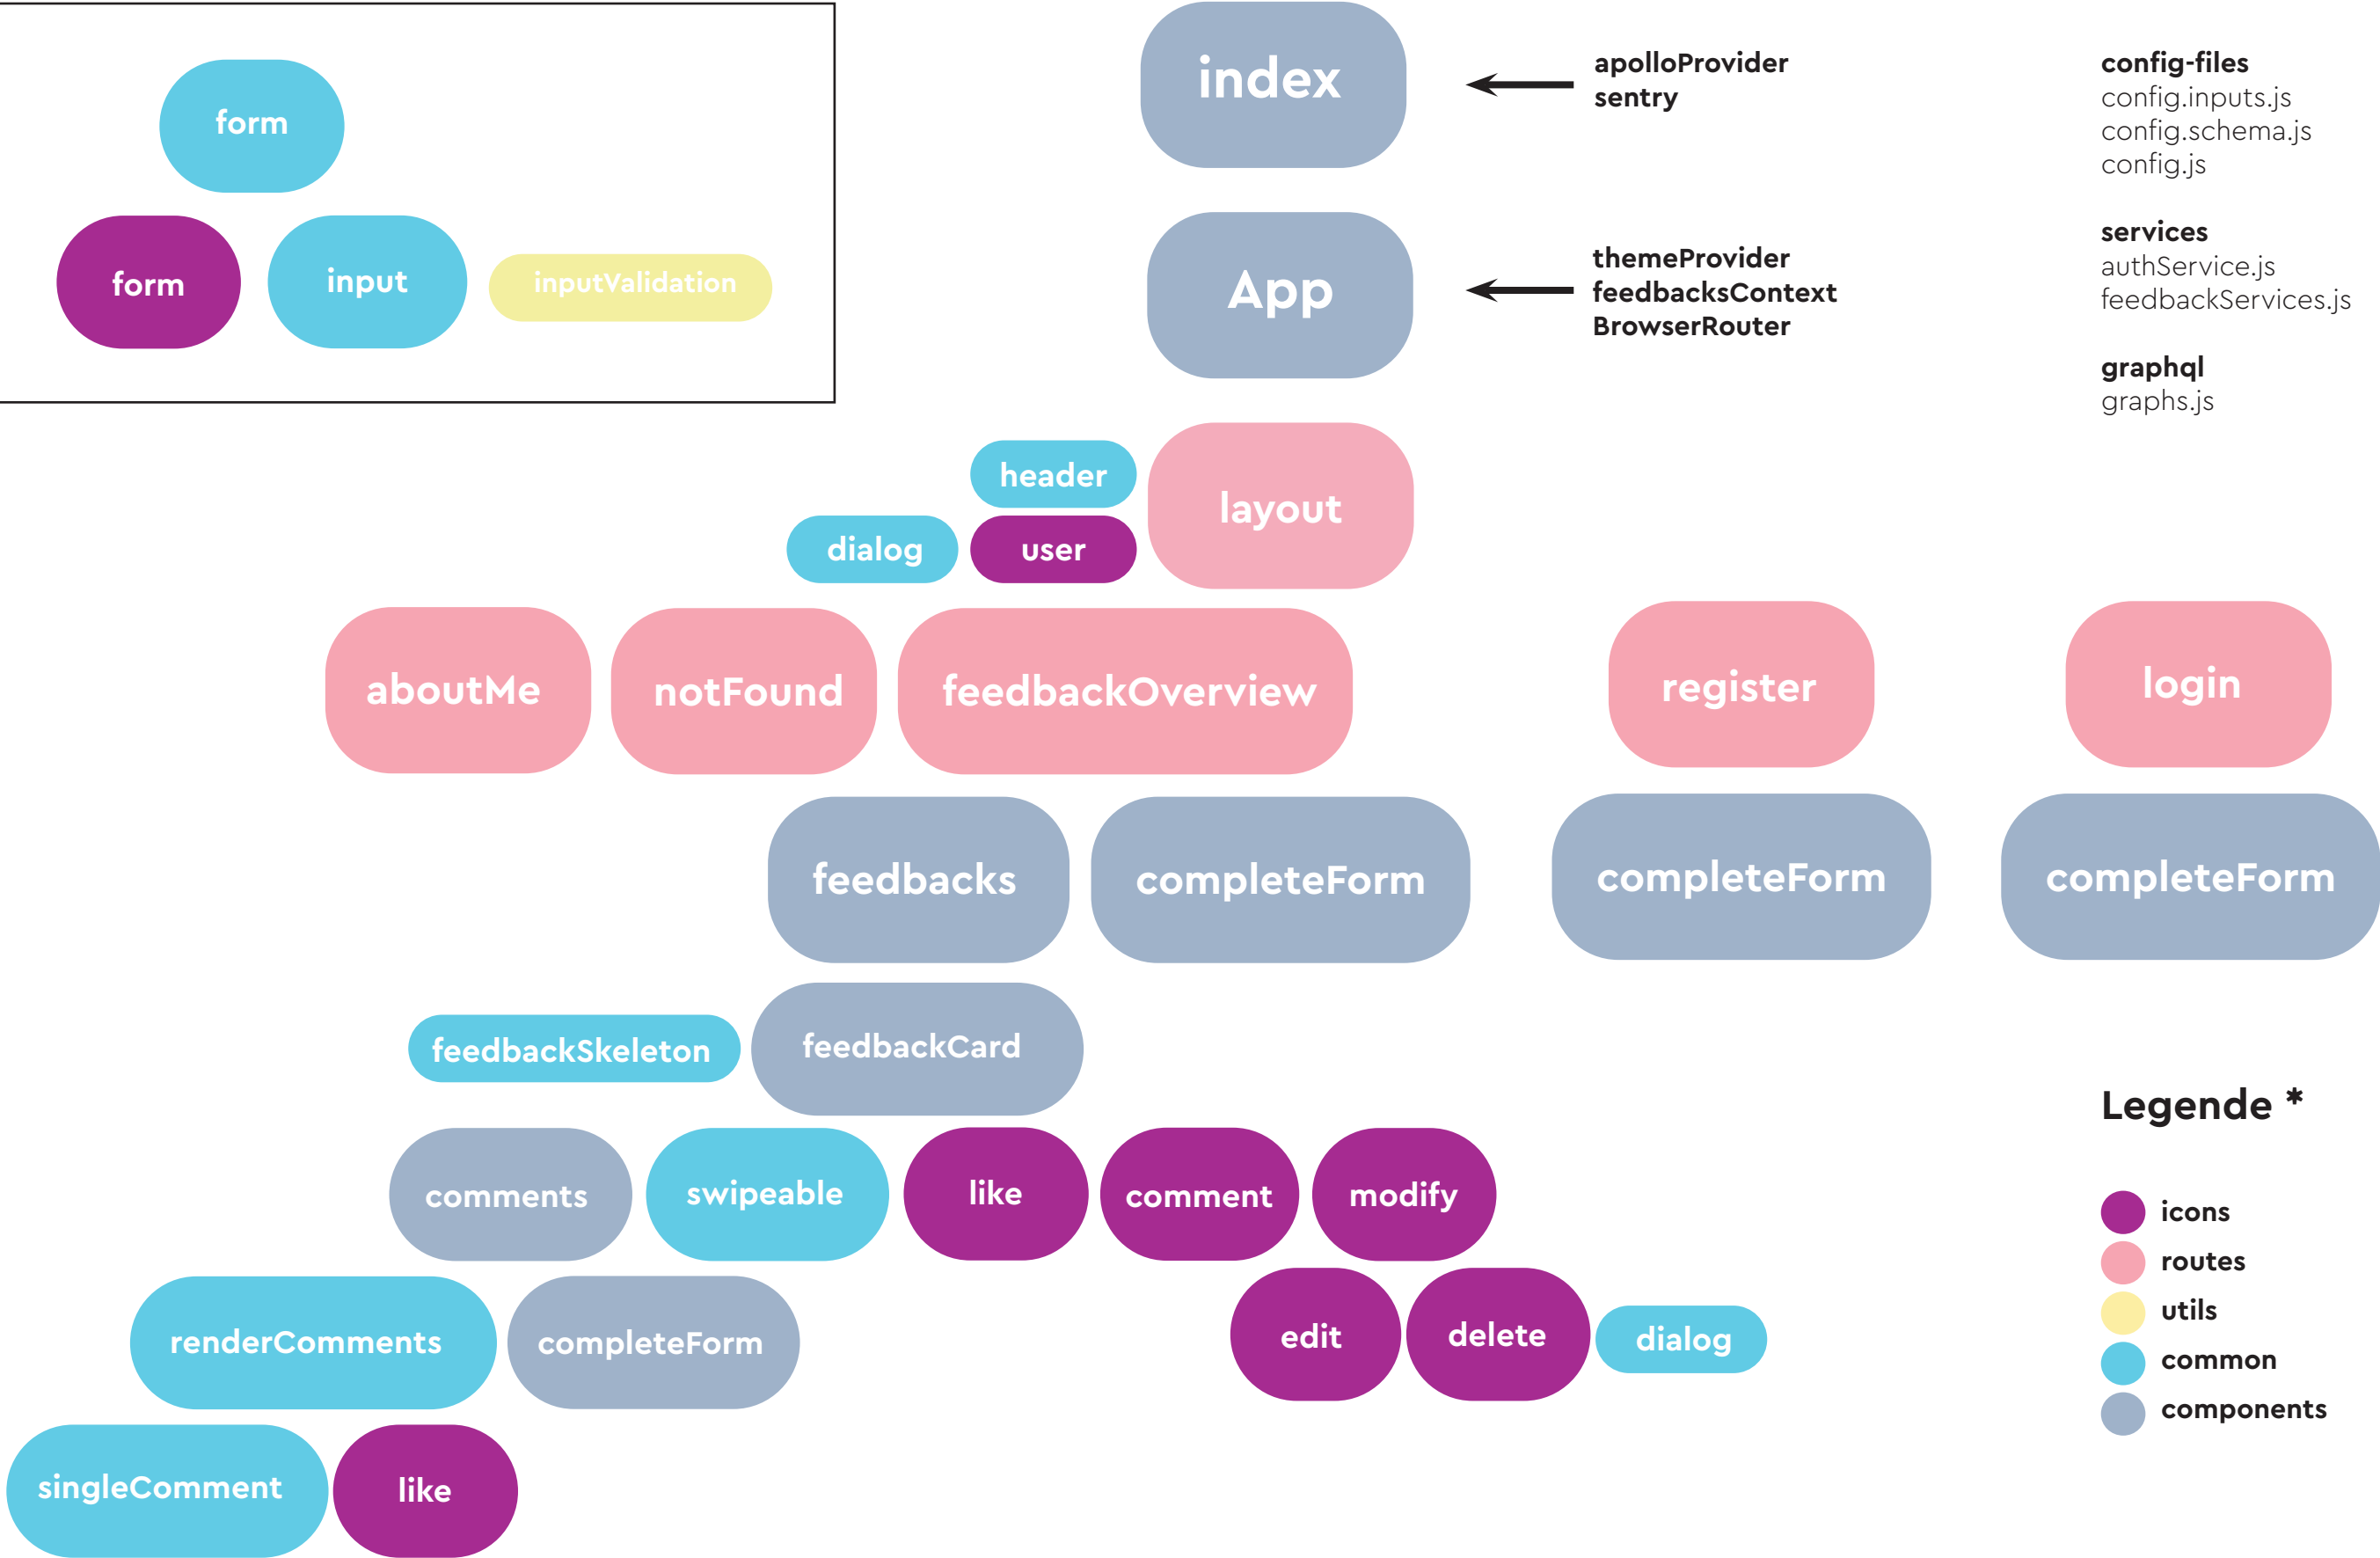 form
form
input
inputValidation
index
apolloProvider
sentry
App
themeProvider
feedbacksContext
BrowserRouter
config-files
config.inputs.js
config.schema.js
config.js
services
authService.js
feedbackServices.js
graphql
graphs.js
header
layout
dialog
user
aboutMe
notFound
feedbackOverview
register
login
feedbacks
completeForm
completeForm
completeForm
feedbackSkeleton
feedbackCard
comments
swipeable
like
comment
modify
renderComments
completeForm
edit
delete
dialog
singleComment
like
Legende *
icons
routes
utils
common
components